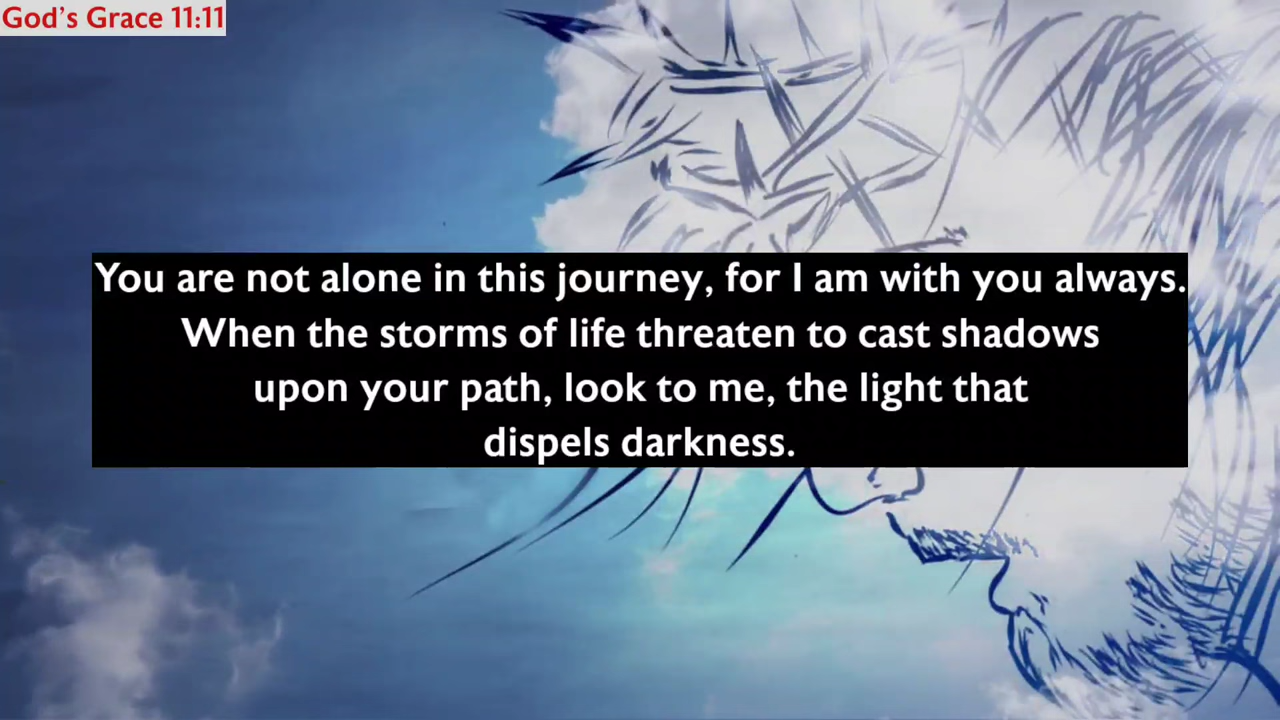 God's Grace 11:11
You are not alone in this journey, for I am with you always.
When the storms of life threaten to cast shadows
upon your path, look to me, the light that
dispels darkness.